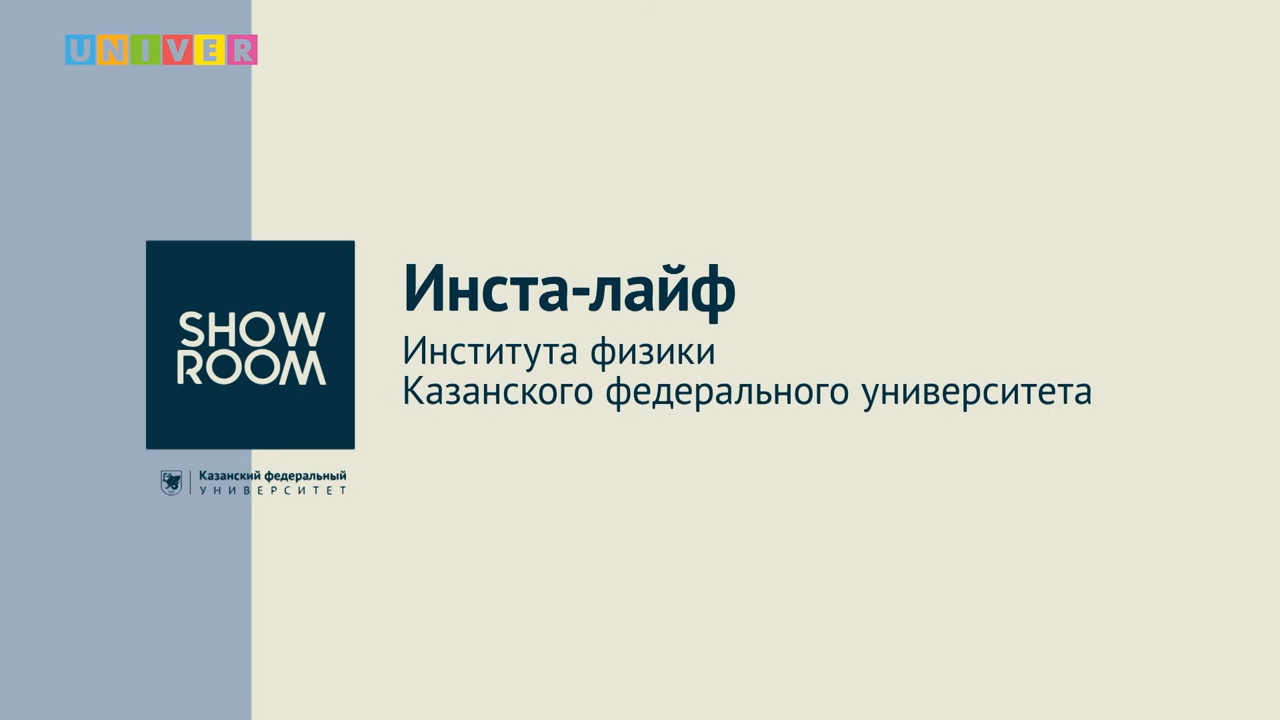 UNIVER
SHOW
ROOM
Инста-лайф
Института физики
Казанского федерального университета
Казанский федеральный
УНИВЕРСИТЕТ